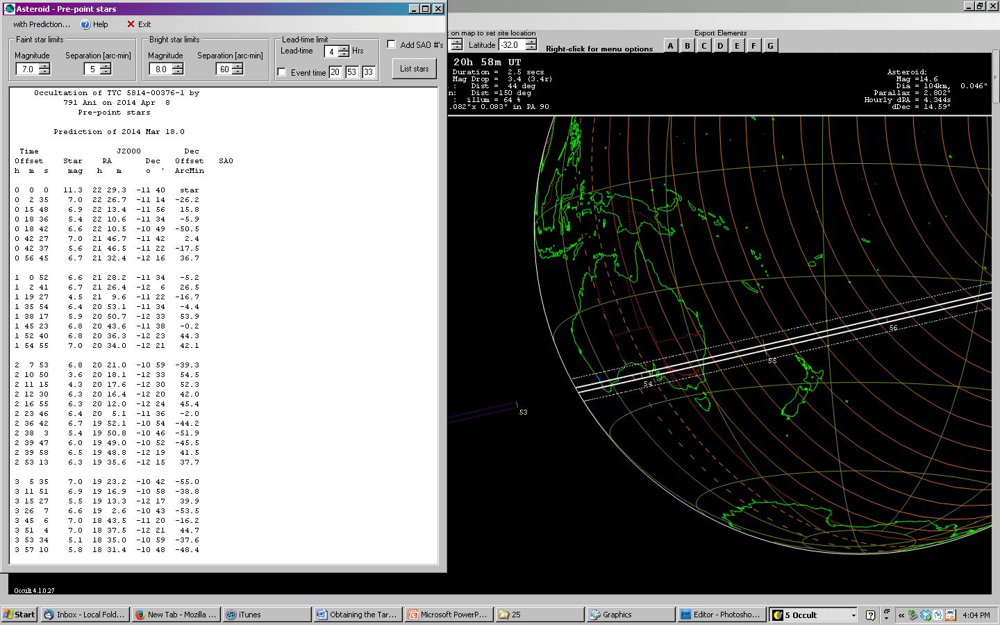 Asteroid - Pre-point stars
with Prediction... Help Exit
Faint star limits Bright star limits Lead-time limit
Magnitude Separation [arc-min] Magnitude Separation [arc-min] Lead-time 4 Hrs
7.0 5 8.0 60 Event time 20 53 33
Add SAO #'s
List stars
Occultation of TYC 5814-00376-1 by
791 Ani on 2014 Apr 8
Pre-point stars
Prediction of 2014 Mar 18.0
Time J2000 Dec
Offset Star RA Dec Offset SAO
h m s mag h m o ' ArcMin
0 0 0 11.3 22 29.3 -11 40 star
0 2 35 7.0 22 26.7 -11 14 -26.2
0 15 48 6.9 22 13.4 -11 56 15.8
0 18 36 5.4 22 10.6 -11 34 -5.9
0 18 42 6.6 22 10.5 -10 49 -50.5
0 42 27 7.0 21 46.7 -11 42 2.4
0 42 37 5.6 21 46.5 -11 22 -17.5
0 56 45 6.7 21 32.4 -12 16 36.7
1 0 52 6.6 21 28.2 -11 34 -5.2
1 2 41 6.7 21 26.4 -12 6 26.5
1 19 27 4.5 21 9.6 -11 22 -16.7
1 35 54 6.4 20 53.1 -11 34 -4.4
1 38 17 5.9 20 50.7 -12 33 53.9
1 45 23 6.8 20 43.6 -11 38 -0.2
1 52 40 6.8 20 36.3 -12 23 44.3
1 54 55 7.0 20 34.0 -12 21 42.1
2 7 53 6.8 20 21.0 -10 59 -39.3
2 10 50 3.6 20 18.1 -12 33 54.5
2 11 15 4.3 20 17.6 -12 30 52.3
2 12 30 6.3 20 16.4 -12 20 42.0
2 16 55 6.3 20 12.0 -12 24 45.4
2 23 46 6.4 20 5.1 -11 36 -2.0
2 36 42 6.7 19 52.1 -10 54 -44.2
2 38 3 5.4 19 50.8 -10 46 -51.9
2 39 47 6.0 19 49.0 -10 52 -45.5
2 39 58 6.5 19 48.8 -12 19 41.5
2 53 13 6.3 19 35.6 -12 15 37.7
3 5 35 7.0 19 23.2 -10 42 -55.0
3 11 51 6.9 19 16.9 -10 58 -38.8
3 15 27 5.5 19 13.3 -12 17 39.9
3 26 7 6.6 19 2.6 -10 43 -53.5
3 45 6 7.0 18 43.5 -11 20 -16.2
3 51 4 7.0 18 37.5 -12 21 44.7
3 53 34 5.1 18 35.0 -10 59 -37.6
3 57 10 5.8 18 31.4 -10 48 -48.4
on map to set site location Export Elements
Latitude -32.0 Right-click for menu options A B C D E F G
20h 58m UT
Duration = 2.5 secs Asteroid:
Mag Drop = 3.4 (3.4r) Mag =14.6
: Dist = 44 deg Dia = 104km, 0.046"
n: Dist =150 deg Parallax = 2.802"
: illum = 64 % Hourly dRA = 4.344s
.082"x 0.083" in PA 90 dDec = 14.59"
56
55
54
53
Occult 4.1.0.27
Start Inbox - Local Fold... New Tab - Mozilla ... iTunes Obtaining the Tar... Microsoft PowerP... 25 Graphics Editor - Photosho... 5 Occult « 4:04 PM